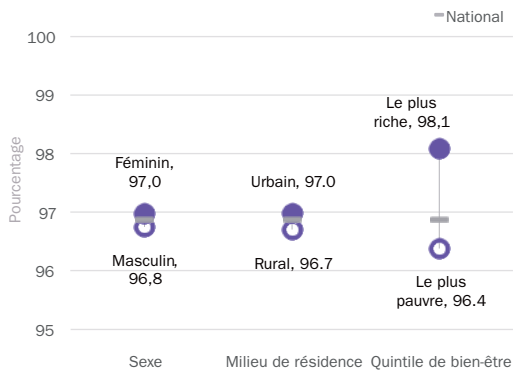 National
100
99
98
97
96
95
Pourcentage
Féminin,
97,0
Masculin,
96,8
Urbain, 97.0
Rural, 96.7
Le plus
riche, 98,1
Le plus
pauvre, 96.4
Sexe
Milieu de résidence
Quintile de bien-être